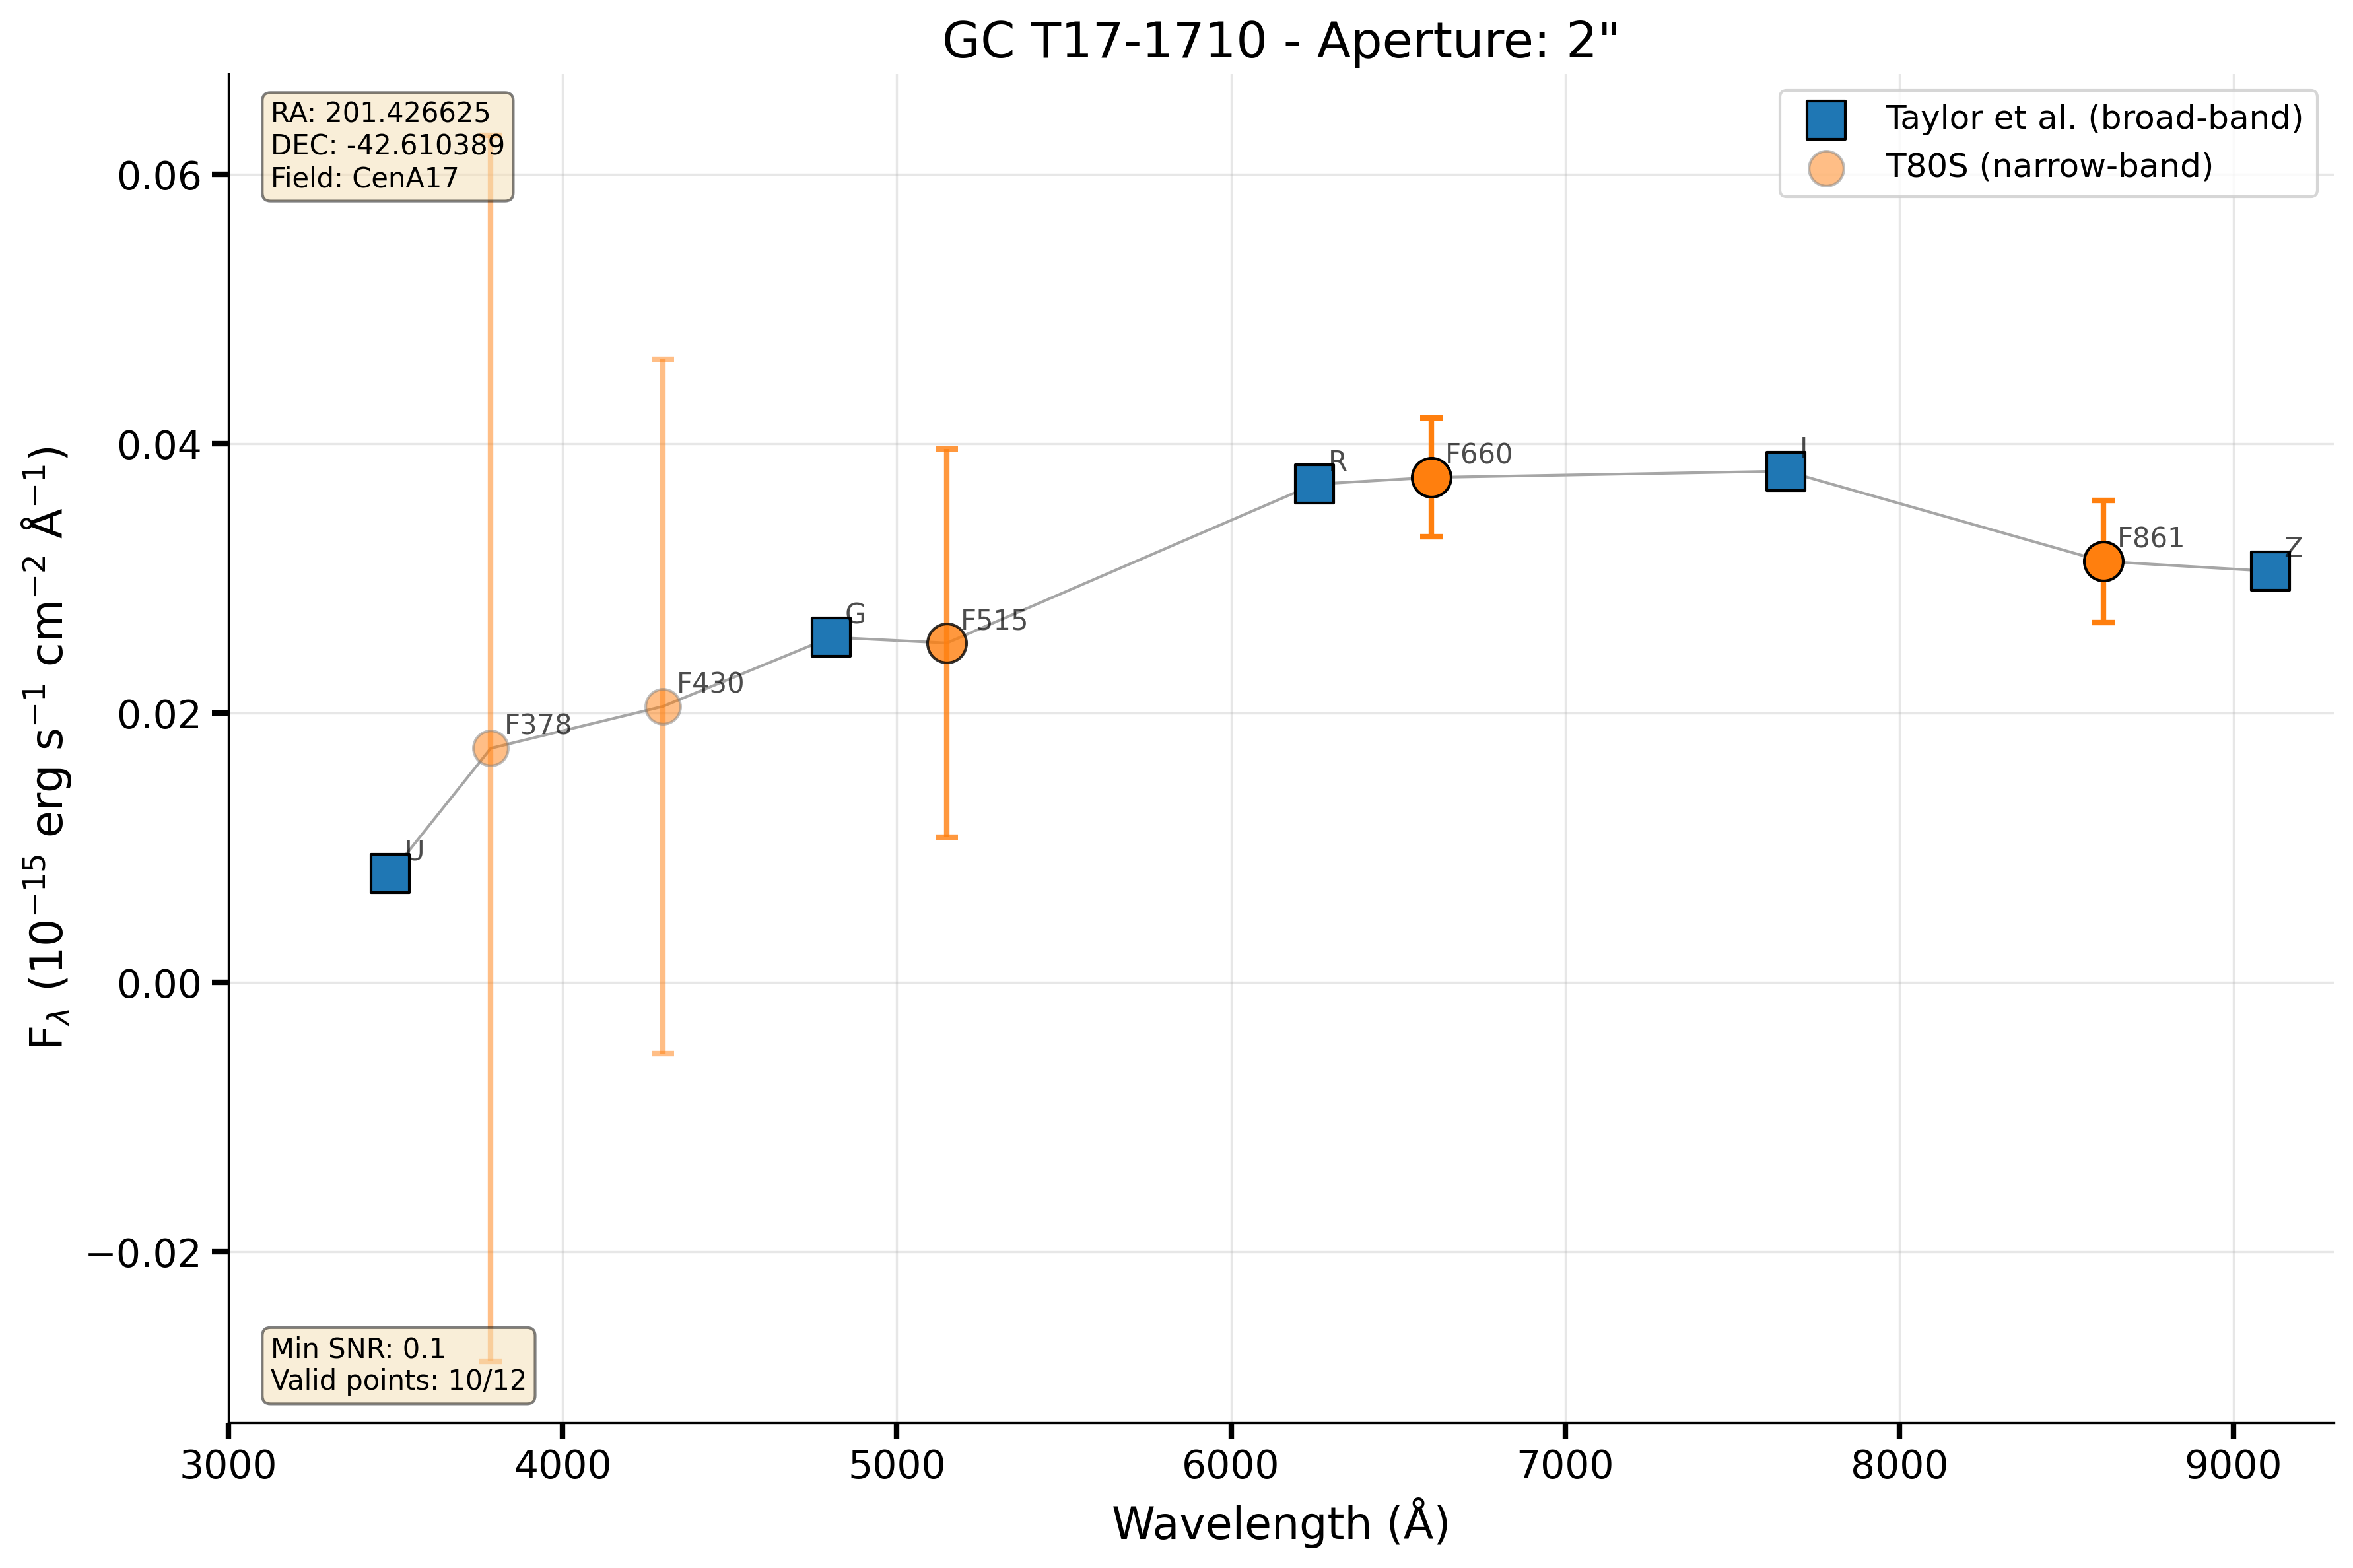 GC T17-1710 - Aperture: 2"
RA: 201.426625
DEC: -42.610389
Field: CenA17
Taylor et al. (broad-band)
T80S (narrow-band)
0.06
0.04
0.02
0.00
−0.02
F_λ (10⁻¹⁵ erg s⁻¹ cm⁻² Å⁻¹)
U
F378
F430
G
F515
R
F660
I
F861
Z
Min SNR: 0.1
Valid points: 10/12
3000 4000 5000 6000 7000 8000 9000
Wavelength (Å)